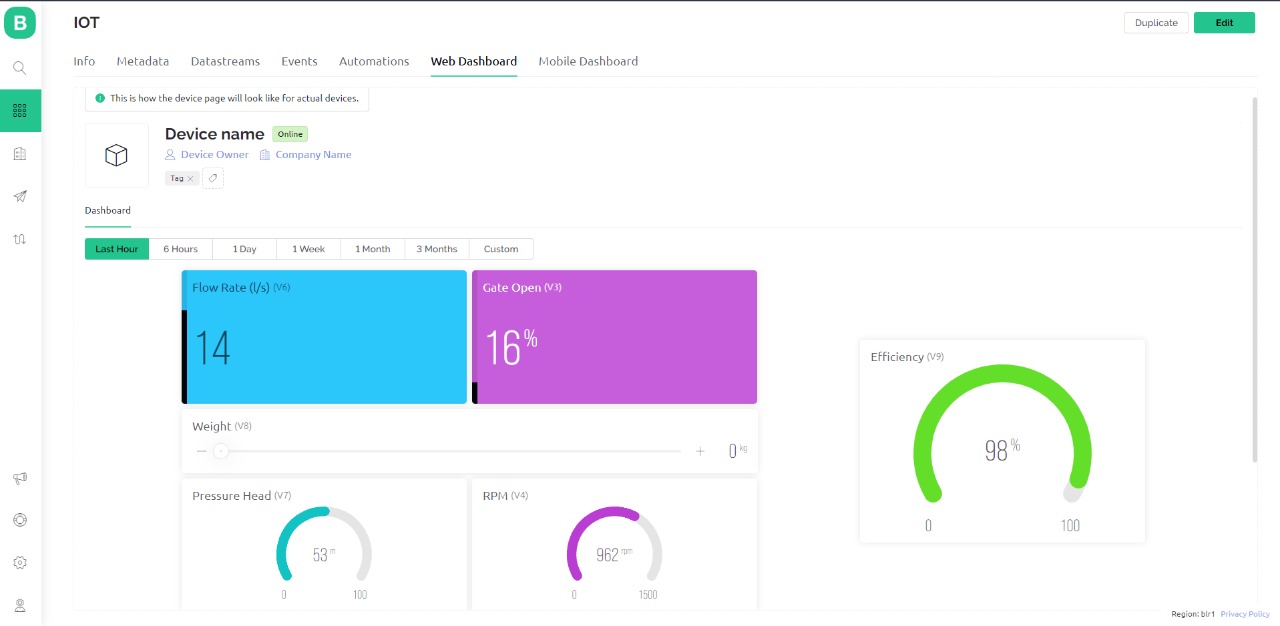 B
IOT
Duplicate
Edit
Info Metadata Datastreams Events Automations Web Dashboard Mobile Dashboard
This is how the device page will look like for actual devices.
Device name Online
Device Owner Company Name
Tag
Dashboard
Last Hour 6 Hours 1 Day 1 Week 1 Month 3 Months Custom
Flow Rate (l/s) (V6)
14
Gate Open (V3)
16%
Efficiency (V9)
98%
0 100
Weight (V8)
0 kg
Pressure Head (V7)
53 m
0 100
RPM (V4)
962 rpm
0 1500
Region: blr1 Privacy Policy